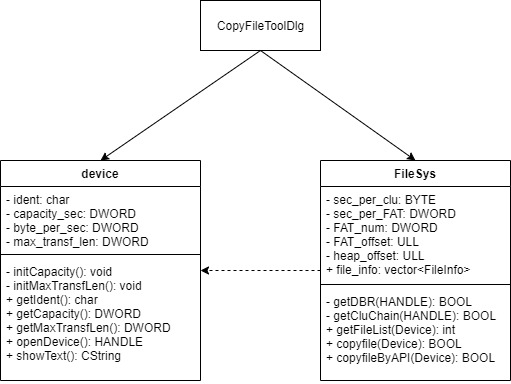 CopyFileToolDlg
device
- ident: char
- capacity_sec: DWORD
- byte_per_sec: DWORD
- max_transf_len: DWORD
- initCapacity(): void
- initMaxTransfLen(): void
+ getIdent(): char
+ getCapacity(): DWORD
+ getMaxTransfLen(): DWORD
+ openDevice(): HANDLE
+ showText(): CString
FileSys
- sec_per_clu: BYTE
- sec_per_FAT: DWORD
- FAT_num: DWORD
- FAT_offset: ULL
- heap_offset: ULL
+ file_info: vector<FileInfo>
- getDBR(HANDLE): BOOL
- getCluChain(HANDLE): BOOL
+ getFileList(Device): int
+ copyfile(Device): BOOL
+ copyfileByAPI(Device): BOOL